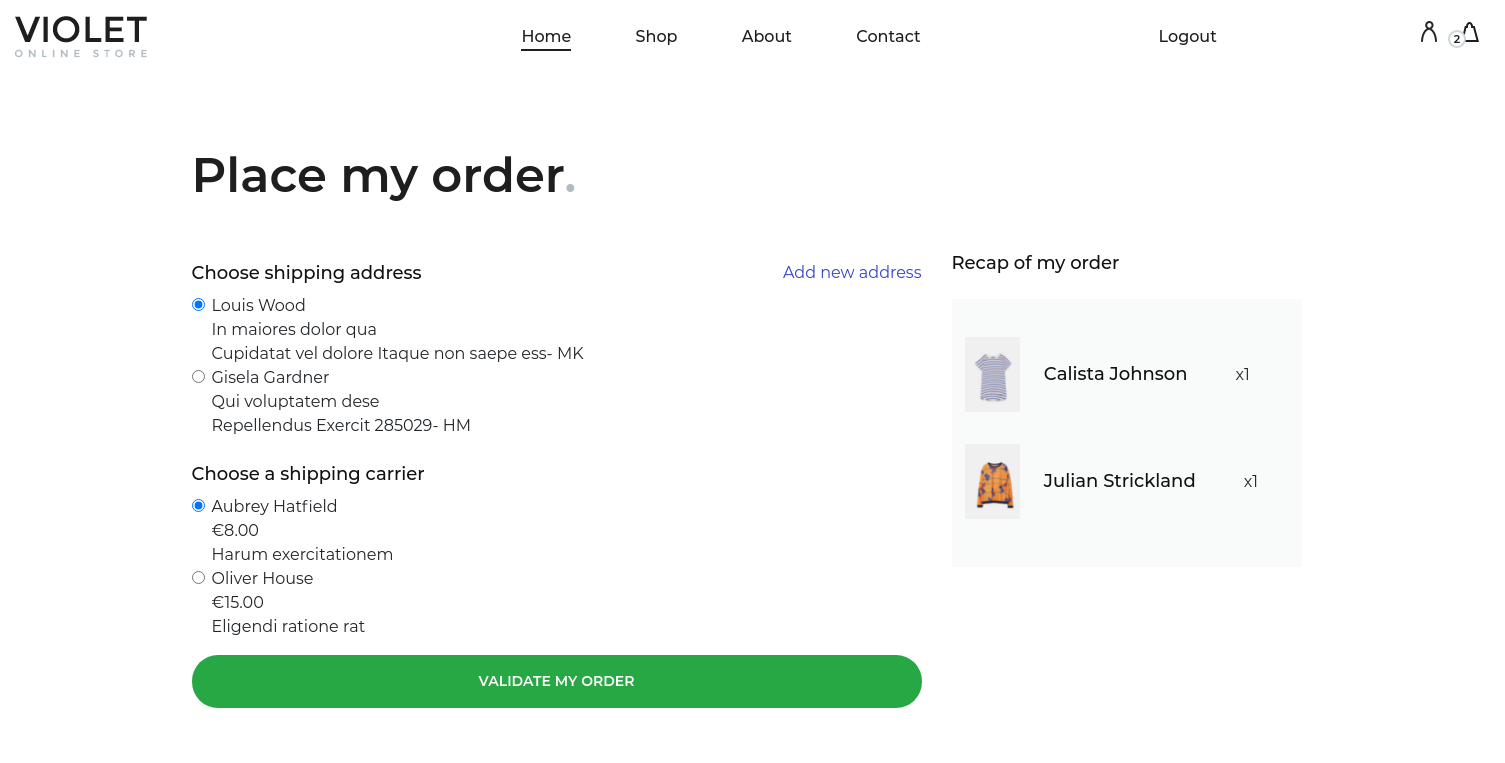 VIOLET
ONLINE STORE
Home
Shop
About
Contact
Logout
2
Place my order.
Choose shipping address
Add new address
Louis Wood
In maiores dolor qua
Cupidatat vel dolore Itaque non saepe ess- MK
Gisela Gardner
Qui voluptatem dese
Repellendus Exercit 285029- HM
Choose a shipping carrier
Aubrey Hatfield
€8.00
Harum exercitationem
Oliver House
€15.00
Eligendi ratione rat
VALIDATE MY ORDER
Recap of my order
Calista Johnson x1
Julian Strickland x1